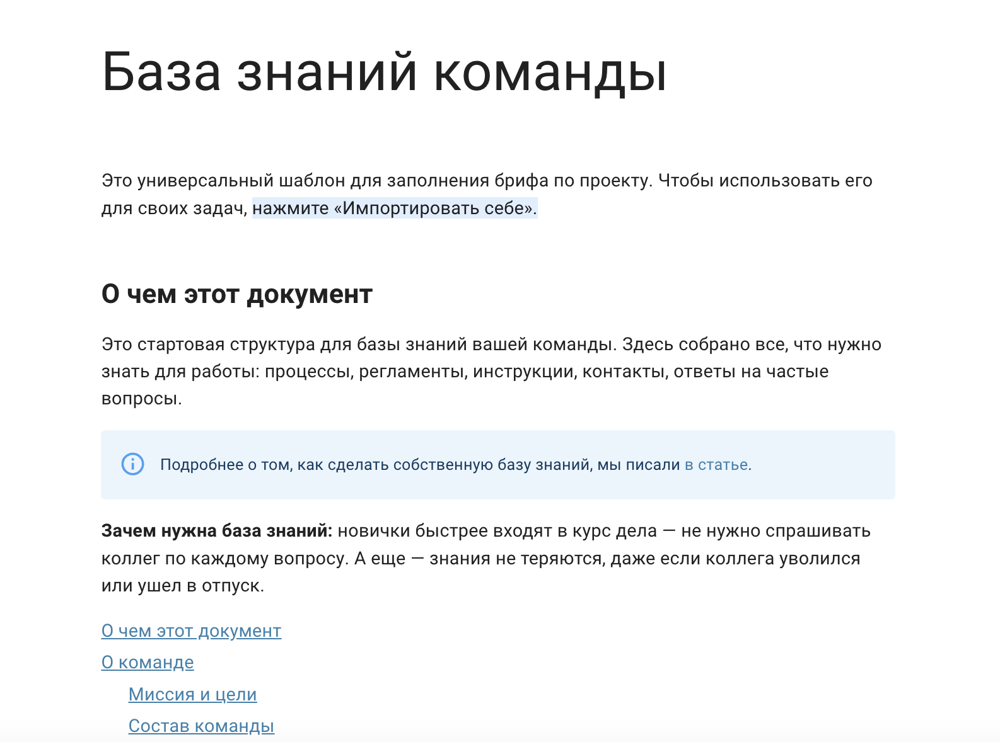 База знаний команды
Это универсальный шаблон для заполнения брифа по проекту. Чтобы использовать его
для своих задач, нажмите «Импортировать себе».
О чем этот документ
Это стартовая структура для базы знаний вашей команды. Здесь собрано все, что нужно
знать для работы: процессы, регламенты, инструкции, контакты, ответы на частые
вопросы.
Подробнее о том, как сделать собственную базу знаний, мы писали в статье.
Зачем нужна база знаний: новички быстрее входят в курс дела — не нужно спрашивать
коллег по каждому вопросу. А еще — знания не теряются, даже если коллега уволился
или ушел в отпуск.
О чем этот документ
О команде
Миссия и цели
Состав команды